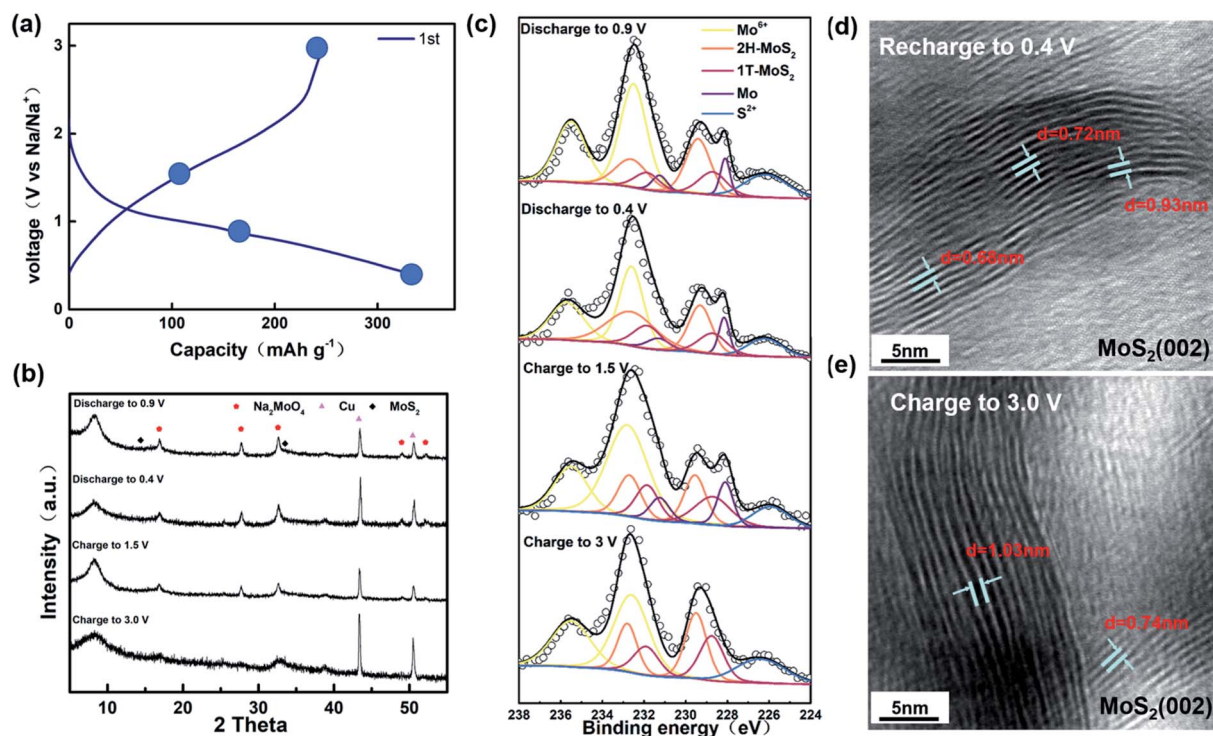 (a)
1st
3
2
1
0
voltage（V vs Na/Na+）
0
100
200
300
Capacity（mAh g-1）
(b)
Discharge to 0.9 V
Na2MoO4
Cu
MoS2
Discharge to 0.4 V
Charge to 1.5 V
Charge to 3.0 V
Intensity（a.u.）
10
20
30
40
50
2 Theta
(c)
Discharge to 0.9 V
Mo6+
2H-MoS2
1T-MoS2
Mo
S2+
Discharge to 0.4 V
Charge to 1.5 V
Charge to 3 V
238
236
234
232
230
228
226
224
Binding energy（eV）
(d)
Recharge to 0.4 V
d=0.72nm
d=0.93nm
d=0.88nm
5nm
MoS2(002)
(e)
Charge to 3.0 V
d=1.03nm
d=0.74nm
5nm
MoS2(002)